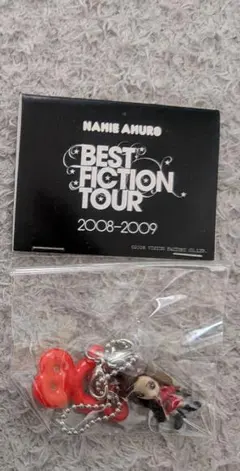 NAMIE AMURO
BEST
FICTION
TOUR
2008-2009